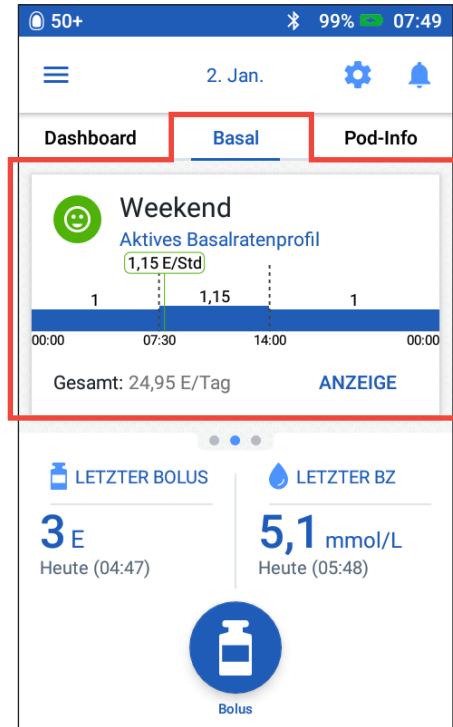 50+ 99% 07:49
2. Jan.
Dashboard Basal Pod-Info
Weekend
Aktives Basalratenprofil
1,15 E/Std
1 1,15 1
00:00 07:30 14:00 00:00
Gesamt: 24,95 E/Tag ANZEIGE
LETZTER BOLUS LETZTER BZ
3 E 5,1 mmol/L
Heute (04:47) Heute (05:48)
Bolus